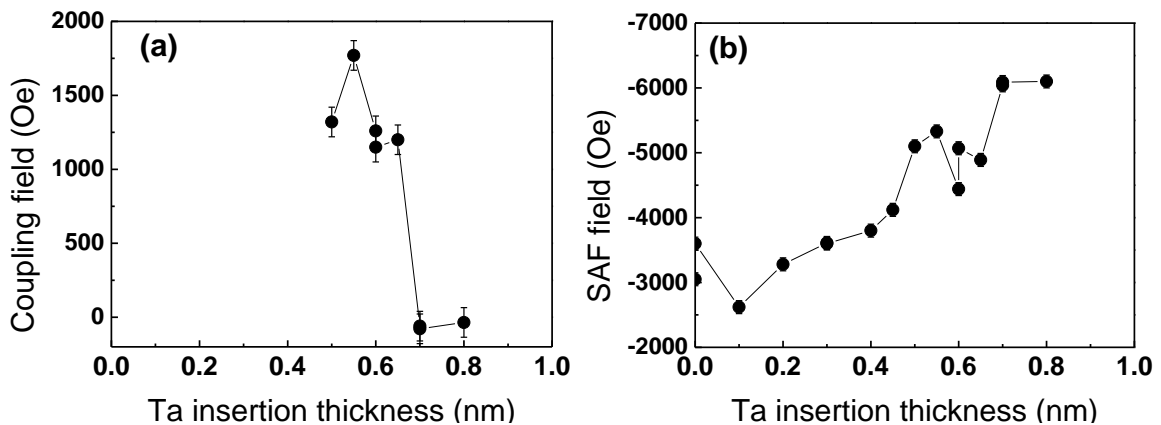 (a)
Coupling field (Oe)
2000
1500
1000
500
0
0.0 0.2 0.4 0.6 0.8 1.0
Ta insertion thickness (nm)
(b)
SAF field (Oe)
-7000
-6000
-5000
-4000
-3000
-2000
0.0 0.2 0.4 0.6 0.8 1.0
Ta insertion thickness (nm)